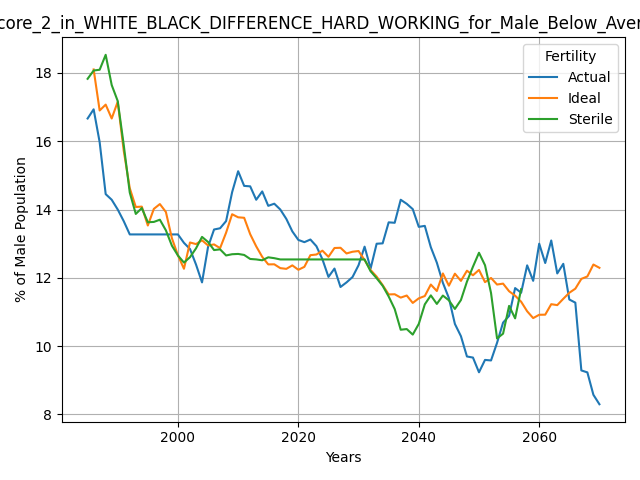 core_2_in_WHITE_BLACK_DIFFERENCE_HARD_WORKING_for_Male_Below_Aver
Fertility
Actual
Ideal
Sterile
% of Male Population
18
16
14
12
10
8
2000 2020 2040 2060
Years